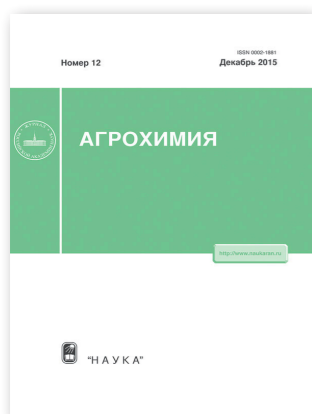 ISSN 0002-1881
Номер 12
Декабрь 2015
АГРОХИМИЯ
http://www.naukaran.ru
"НАУКА"